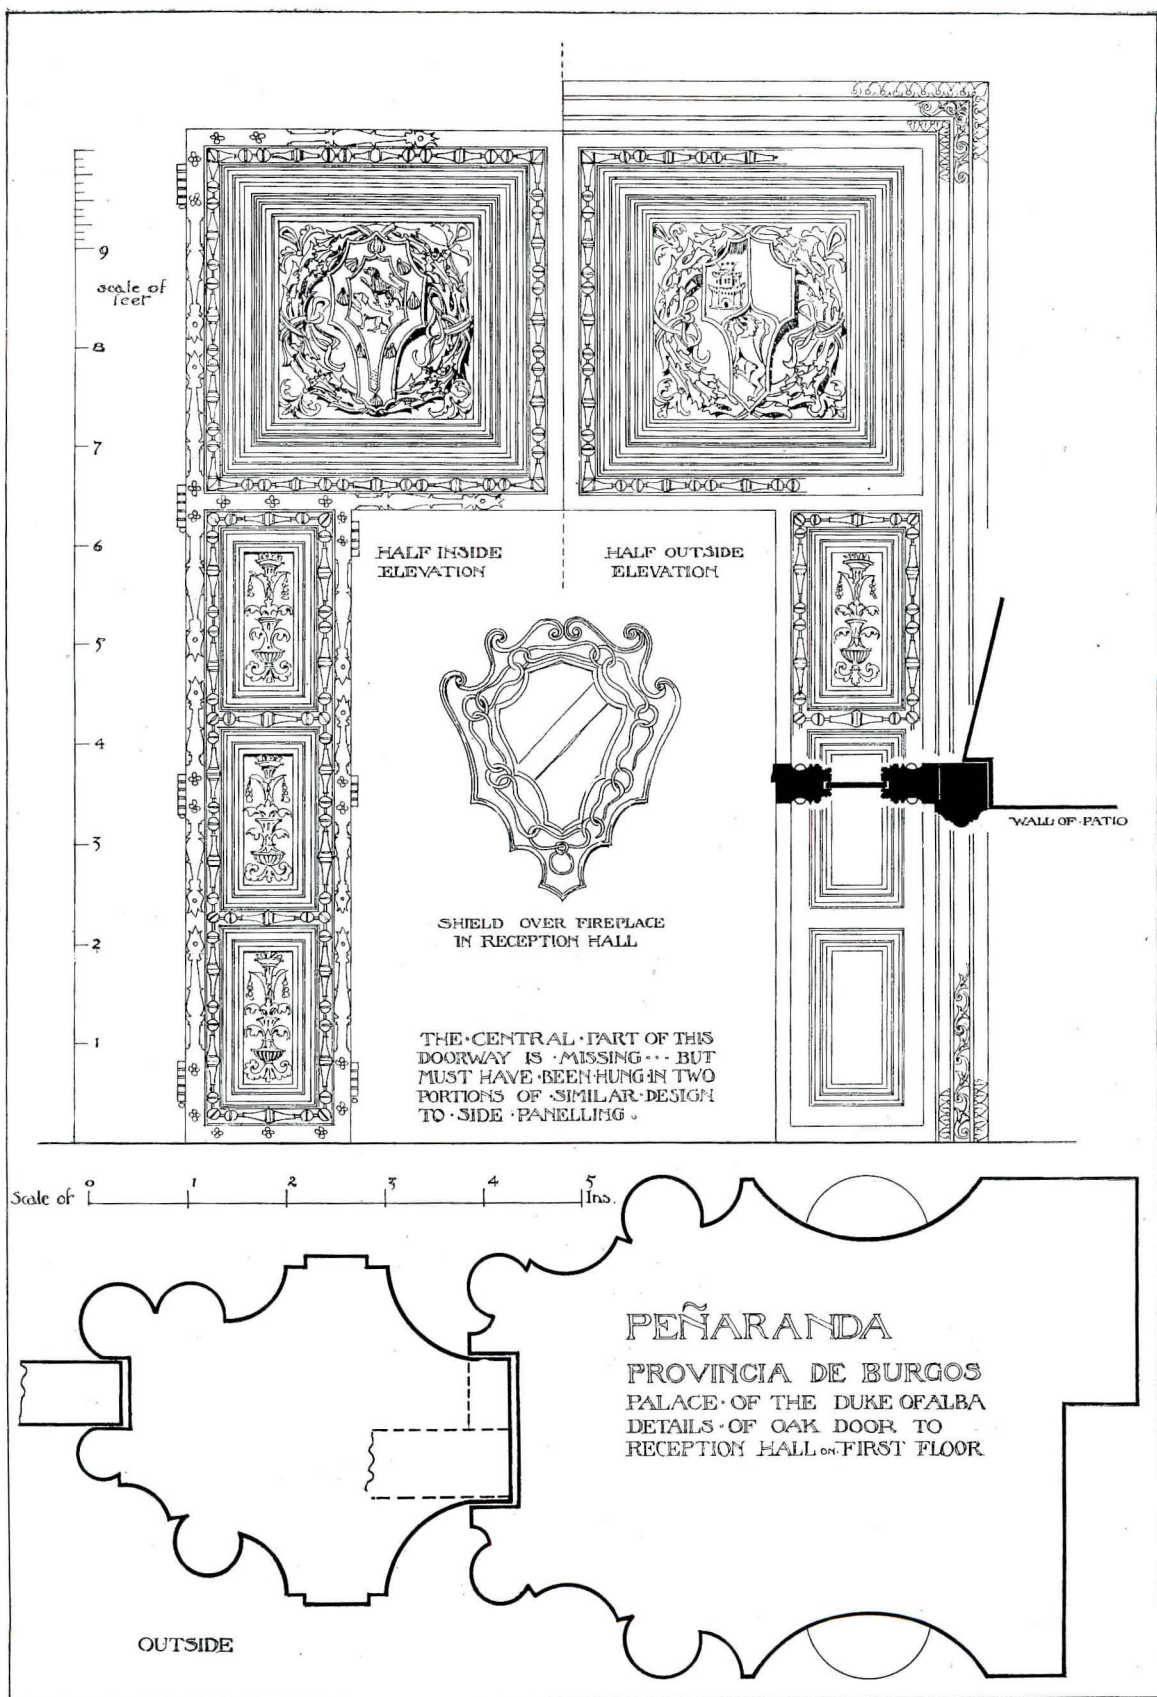 9
scale of
feet
8
7
6
5
4
3
2
1
HALF INSIDE
ELEVATION
HALF OUTSIDE
ELEVATION
WALL OF·PATIO
SHIELD OVER FIREPLACE
IN RECEPTION HALL
THE·CENTRAL·PART OF THIS
DOORWAY IS·MISSING···BUT
MUST HAVE·BEEN·HUNG·IN TWO
PORTIONS OF·SIMILAR·DESIGN
TO·SIDE·PANELLING.
Scale of 0 1 2 3 4 5 Ins.
PEÑARANDA
PROVINCIA DE BURGOS
PALACE·OF THE DUKE OF ALBA
DETAILS·OF OAK DOOR TO
RECEPTION HALL ON·FIRST FLOOR
OUTSIDE